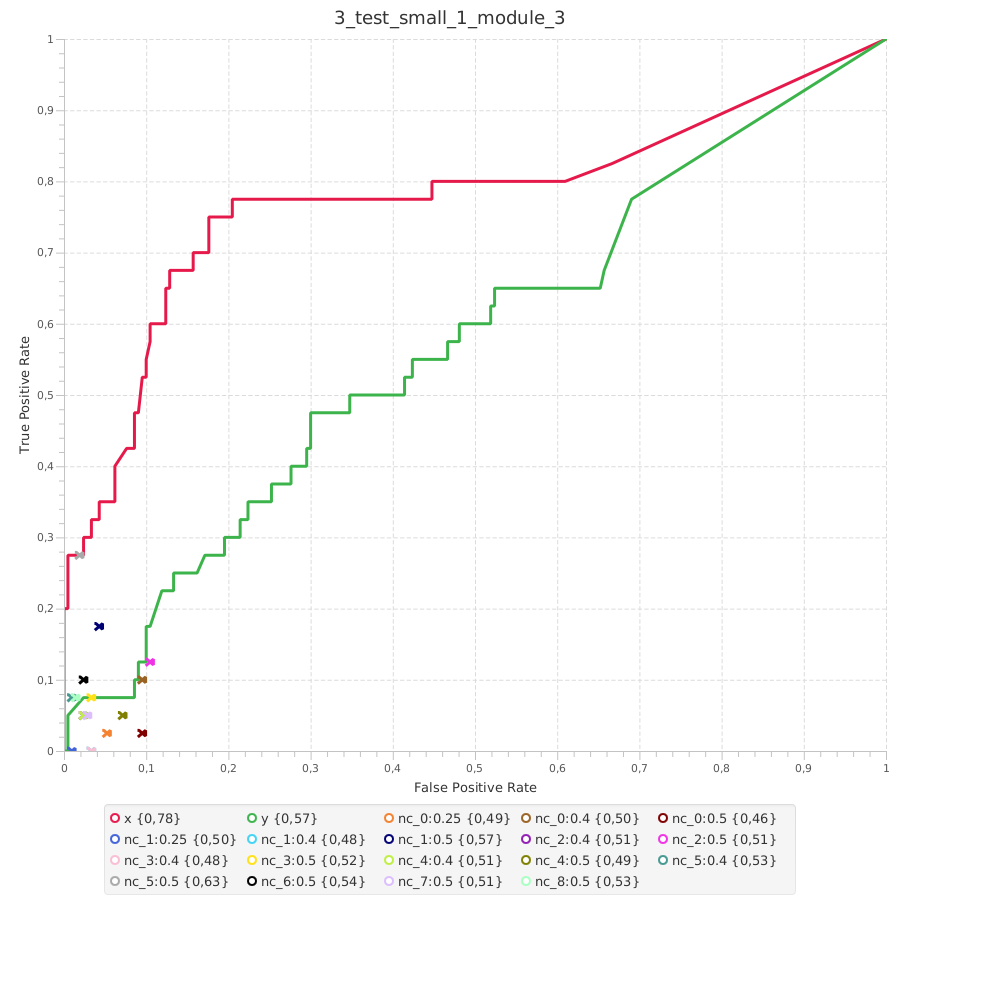 3_test_small_1_module_3
1
0,9
0,8
0,7
0,6
0,5
0,4
0,3
0,2
0,1
0
True Positive Rate
0 0,1 0,2 0,3 0,4 0,5 0,6 0,7 0,8 0,9 1
False Positive Rate
x {0,78} y {0,57} nc_0:0.25 {0,49} nc_0:0.4 {0,50} nc_0:0.5 {0,46}
nc_1:0.25 {0,50} nc_1:0.4 {0,48} nc_1:0.5 {0,57} nc_2:0.4 {0,51} nc_2:0.5 {0,51}
nc_3:0.4 {0,48} nc_3:0.5 {0,52} nc_4:0.4 {0,51} nc_4:0.5 {0,49} nc_5:0.4 {0,53}
nc_5:0.5 {0,63} nc_6:0.5 {0,54} nc_7:0.5 {0,51} nc_8:0.5 {0,53}